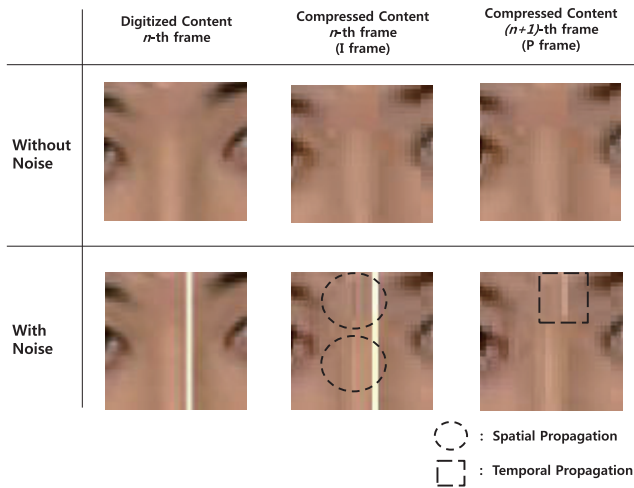 Digitized Content
n-th frame
Compressed Content
n-th frame
(I frame)
Compressed Content
(n+1)-th frame
(P frame)
Without
Noise
With
Noise
: Spatial Propagation
: Temporal Propagation